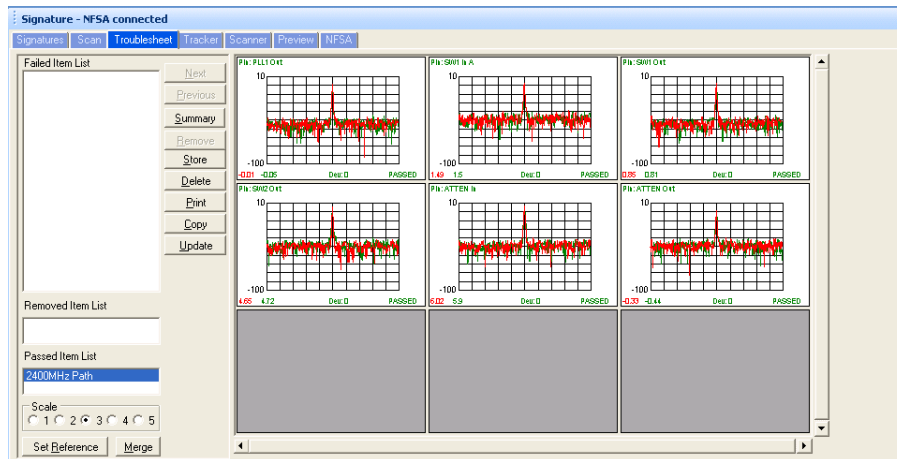 Signature - NFSA connected
Signatures Scan Troublesheet Tracker Scanner Preview NFSA
Failed Item List
Next
Previous
Summary
Remove
Store
Delete
Print
Copy
Update
Removed Item List
Passed Item List
2400MHz Path
Scale
1 2 3 4 5
Set Reference Merge
Pin: PLL1 Out
10
-100
-0.01 -0.06 Dev: 0 PASSED
Pin: SW1 In A
10
-100
1.49 1.5 Dev: 0 PASSED
Pin: SW1 Out
10
-100
0.86 0.81 Dev: 0 PASSED
Pin: SW2 Out
10
-100
4.65 4.72 Dev: 0 PASSED
Pin: ATTEN In
10
-100
6.02 5.9 Dev: 0 PASSED
Pin: ATTEN Out
10
-100
-0.33 -0.44 Dev: 0 PASSED